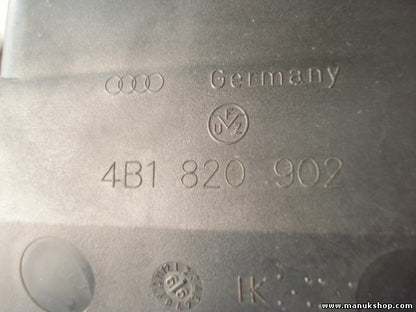 Germany
F
U Z
4B1 820 902
IK
www.manukshop.com